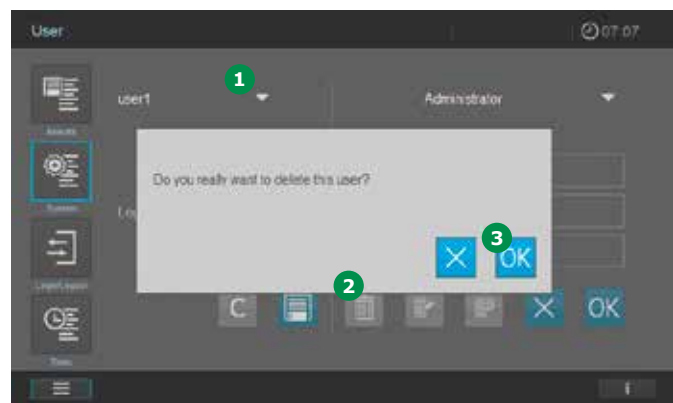 User
07:07
1
user1
Administrator
Do you really want to delete this user?
3
OK
2
C
OK
i